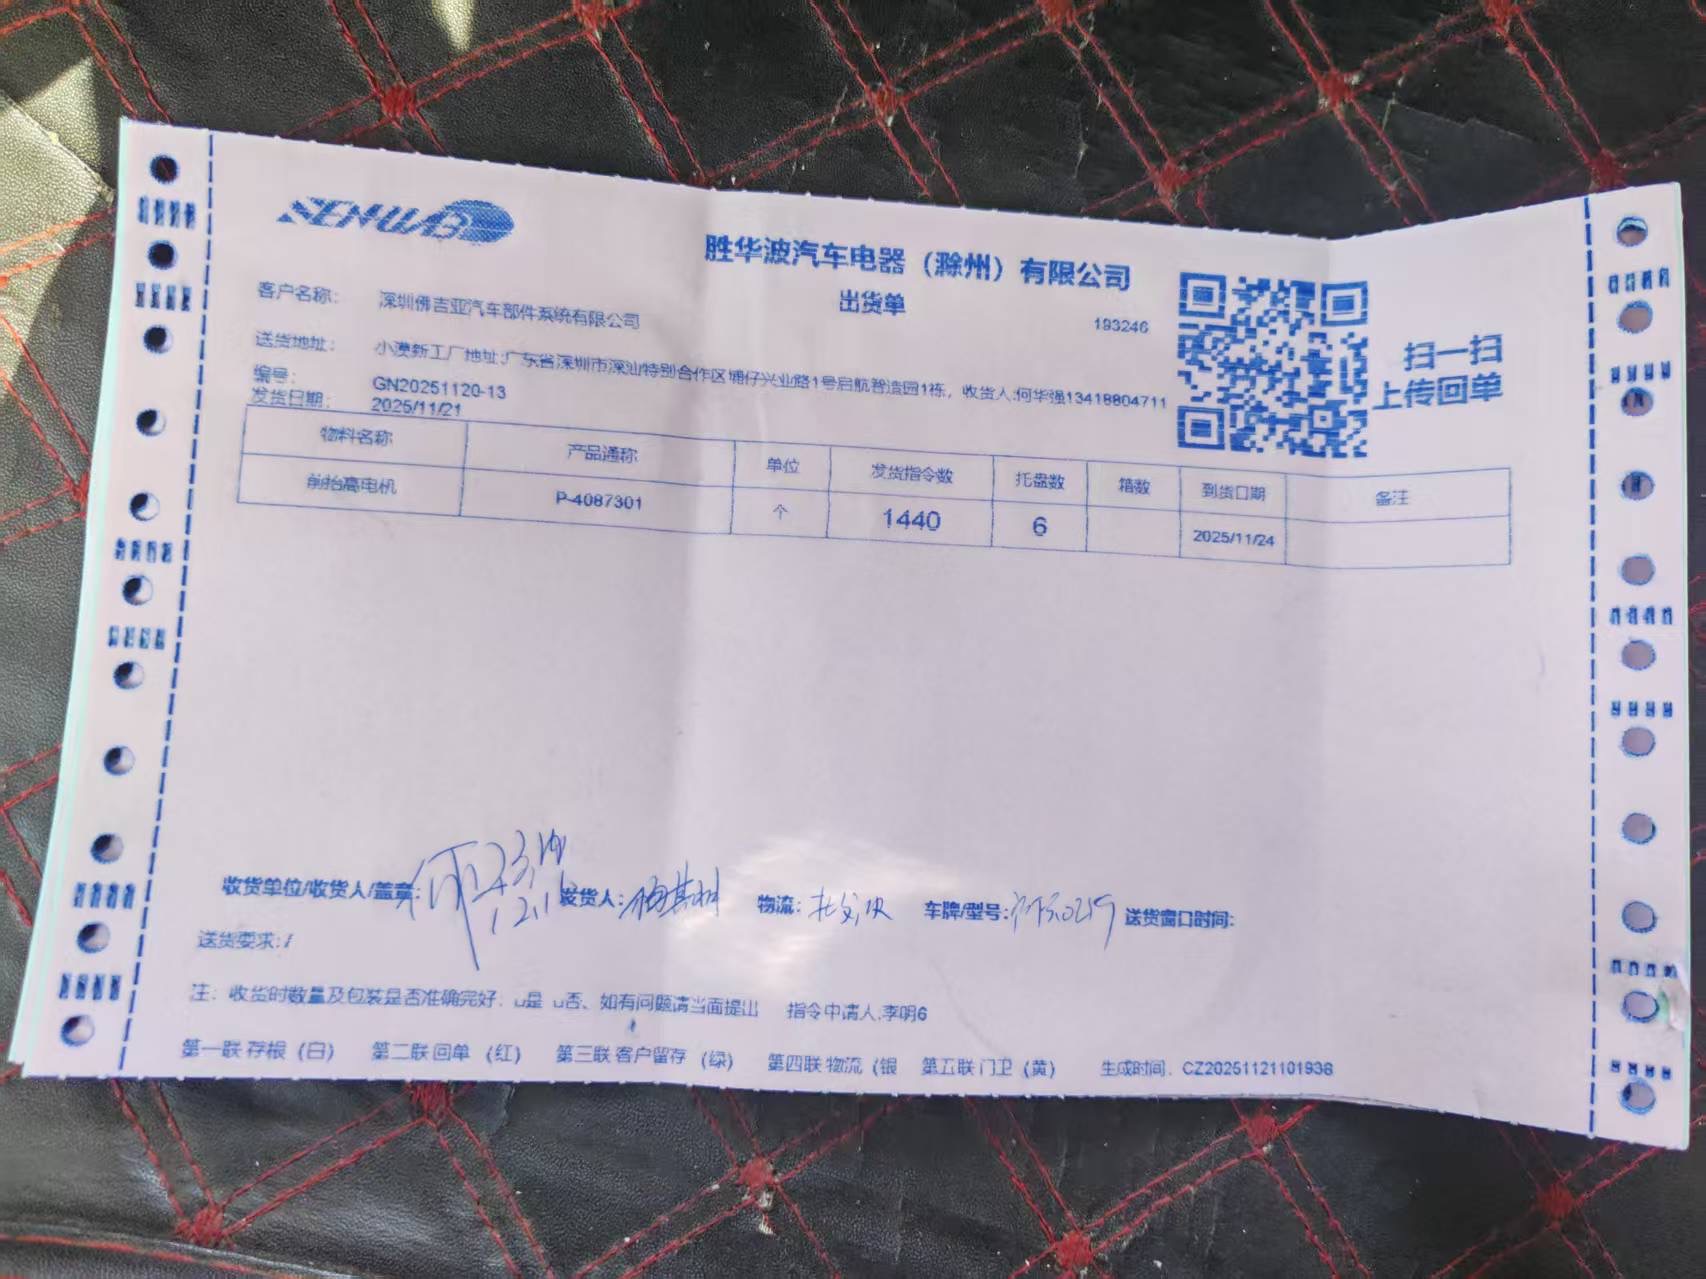 SENWAB
胜华波汽车电器（滁州）有限公司
出货单
193246
扫一扫
上传回单
客户名称： 深圳佛吉亚汽车部件系统有限公司
送货地址： 小漠新工厂地址:广东省深圳市深汕特别合作区 仔兴业路1号启航智造园1栋，收货人:何华强13418804711
编号： GN20251120-13
发货日期： 2025/11/21
物料名称 产品通称 单位 发货指令数 托盘数 箱数 到货日期 备注
前抬高电机 P-4087301 个 1440 6 2025/11/24
收货单位/收货人/盖章: 12.1 发货人: 物流: 车牌/型号: 送货窗口时间:
送货要求:/
注：收货时数量及包装是否准确完好：u是 u否、如有问题请当面提出 指令申请人:李明6
第一联 存根（白） 第二联 回单（红） 第三联 客户留存（绿） 第四联 物流（银 第五联 门卫（黄） 生成时间：CZ20251121101936